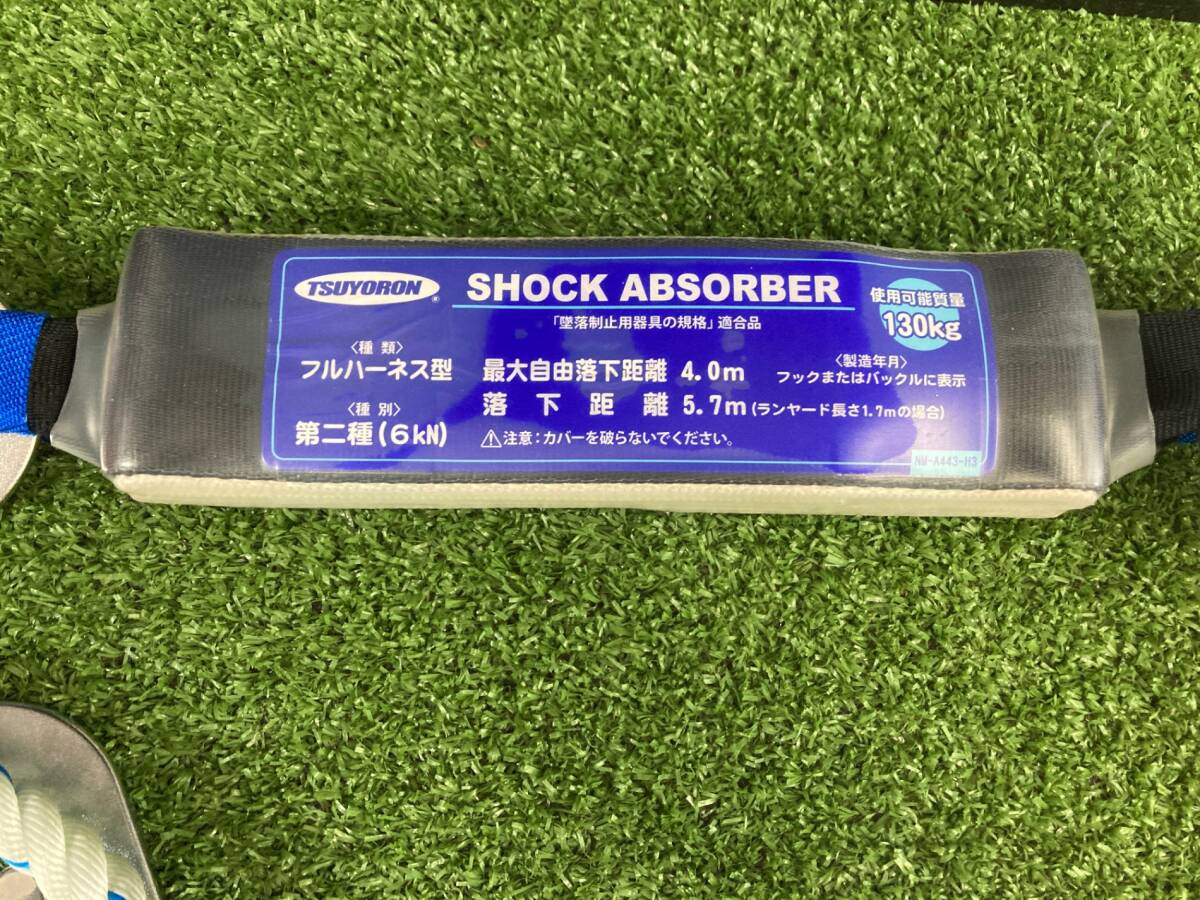 TSUYORON®
SHOCK ABSORBER
「墜落制止用器具の規格」適合品
使用可能質量
130kg
〈種 類〉
フルハーネス型
〈種 別〉
第二種(6kN)
最大自由落下距離 4.0m
落下距離 5.7m(ランヤード長さ1.7mの場合)
⚠注意:カバーを破らないでください。
〈製造年月〉
フックまたはバックルに表示
NM-A443-H3